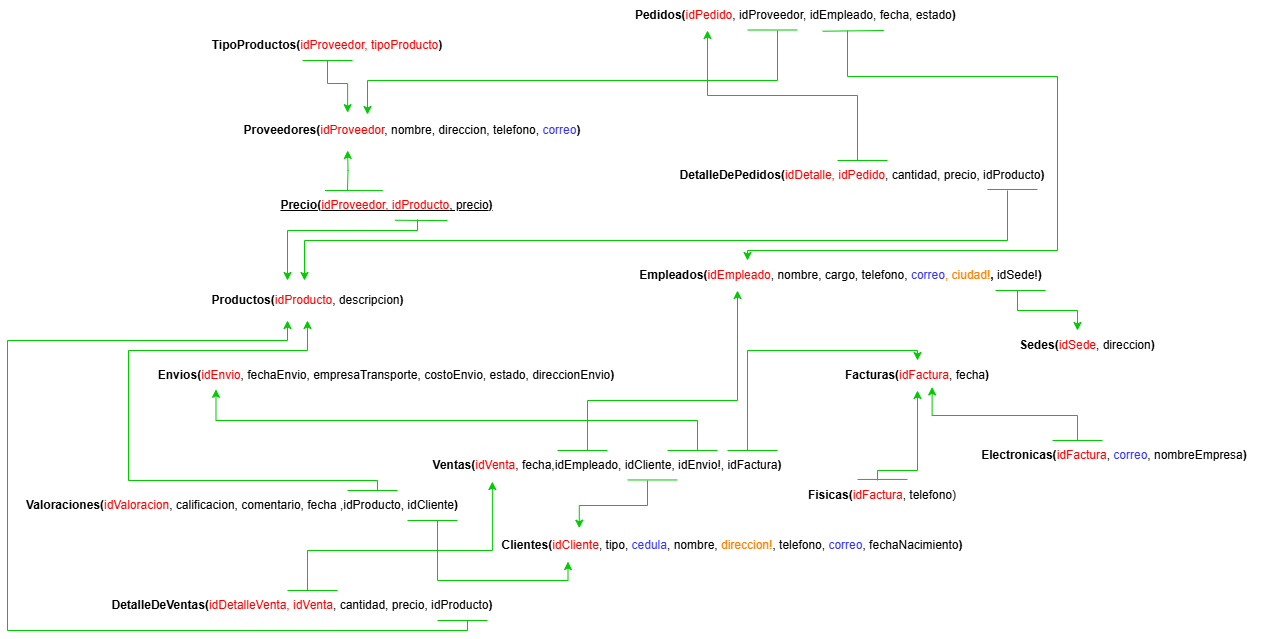 Pedidos(idPedido, idProveedor, idEmpleado, fecha, estado)
TipoProductos(idProveedor, tipoProducto)
Proveedores(idProveedor, nombre, direccion, telefono, correo)
DetalleDePedidos(idDetalle, idPedido, cantidad, precio, idProducto)
Precio(idProveedor, idProducto, precio)
Empleados(idEmpleado, nombre, cargo, telefono, correo, ciudad!, idSede!)
Productos(idProducto, descripcion)
Sedes(idSede, direccion)
Envios(idEnvio, fechaEnvio, empresaTransporte, costoEnvio, estado, direccionEnvio)
Facturas(idFactura, fecha)
Electronicas(idFactura, correo, nombreEmpresa)
Ventas(idVenta, fecha,idEmpleado, idCliente, idEnvio!, idFactura)
Fisicas(idFactura, telefono)
Valoraciones(idValoracion, calificacion, comentario, fecha ,idProducto, idCliente)
Clientes(idCliente, tipo, cedula, nombre, direccion!, telefono, correo, fechaNacimiento)
DetalleDeVentas(idDetalleVenta, idVenta, cantidad, precio, idProducto)